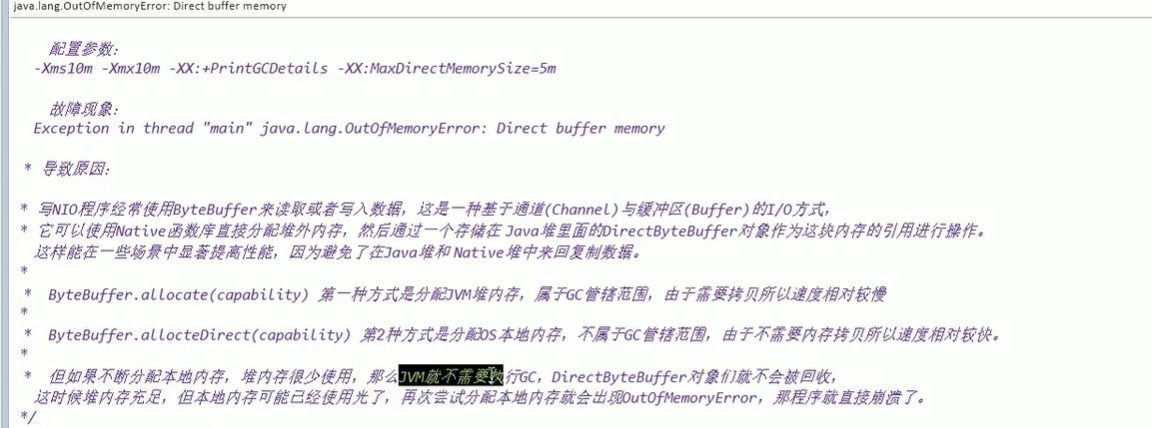 java.lang.OutOfMemoryError: Direct buffer memory
配置参数:
-Xms10m -Xmx10m -XX:+PrintGCDetails -XX:MaxDirectMemorySize=5m
故障现象:
Exception in thread "main" java.lang.OutOfMemoryError: Direct buffer memory
* 导致原因:
* 写NIO程序经常使用ByteBuffer来读取或者写入数据，这是一种基于通道(Channel)与缓冲区(Buffer)的I/O方式，
* 它可以使用Native函数库直接分配堆外内存，然后通过一个存储在 Java堆里面的DirectByteBuffer对象作为这块内存的引用进行操作。
这样能在一些场景中显著提高性能，因为避免了在Java堆和 Native堆中来回复制数据。
*
* ByteBuffer.allocate(capability) 第一种方式是分配JVM堆内存，属于GC管辖范围，由于需要拷贝所以速度相对较慢
*
* ByteBuffer.allocteDirect(capability) 第2种方式是分配OS本地内存，不属于GC管辖范围，由于不需要内存拷贝所以速度相对较快。
*
* 但如果不断分配本地内存，堆内存很少使用，那么JVM就不需要执行GC，DirectByteBuffer对象们就不会被回收，
这时候堆内存充足，但本地内存可能已经使用光了，再次尝试分配本地内存就会出现OutOfMemoryError，那程序就直接崩溃了。
*/